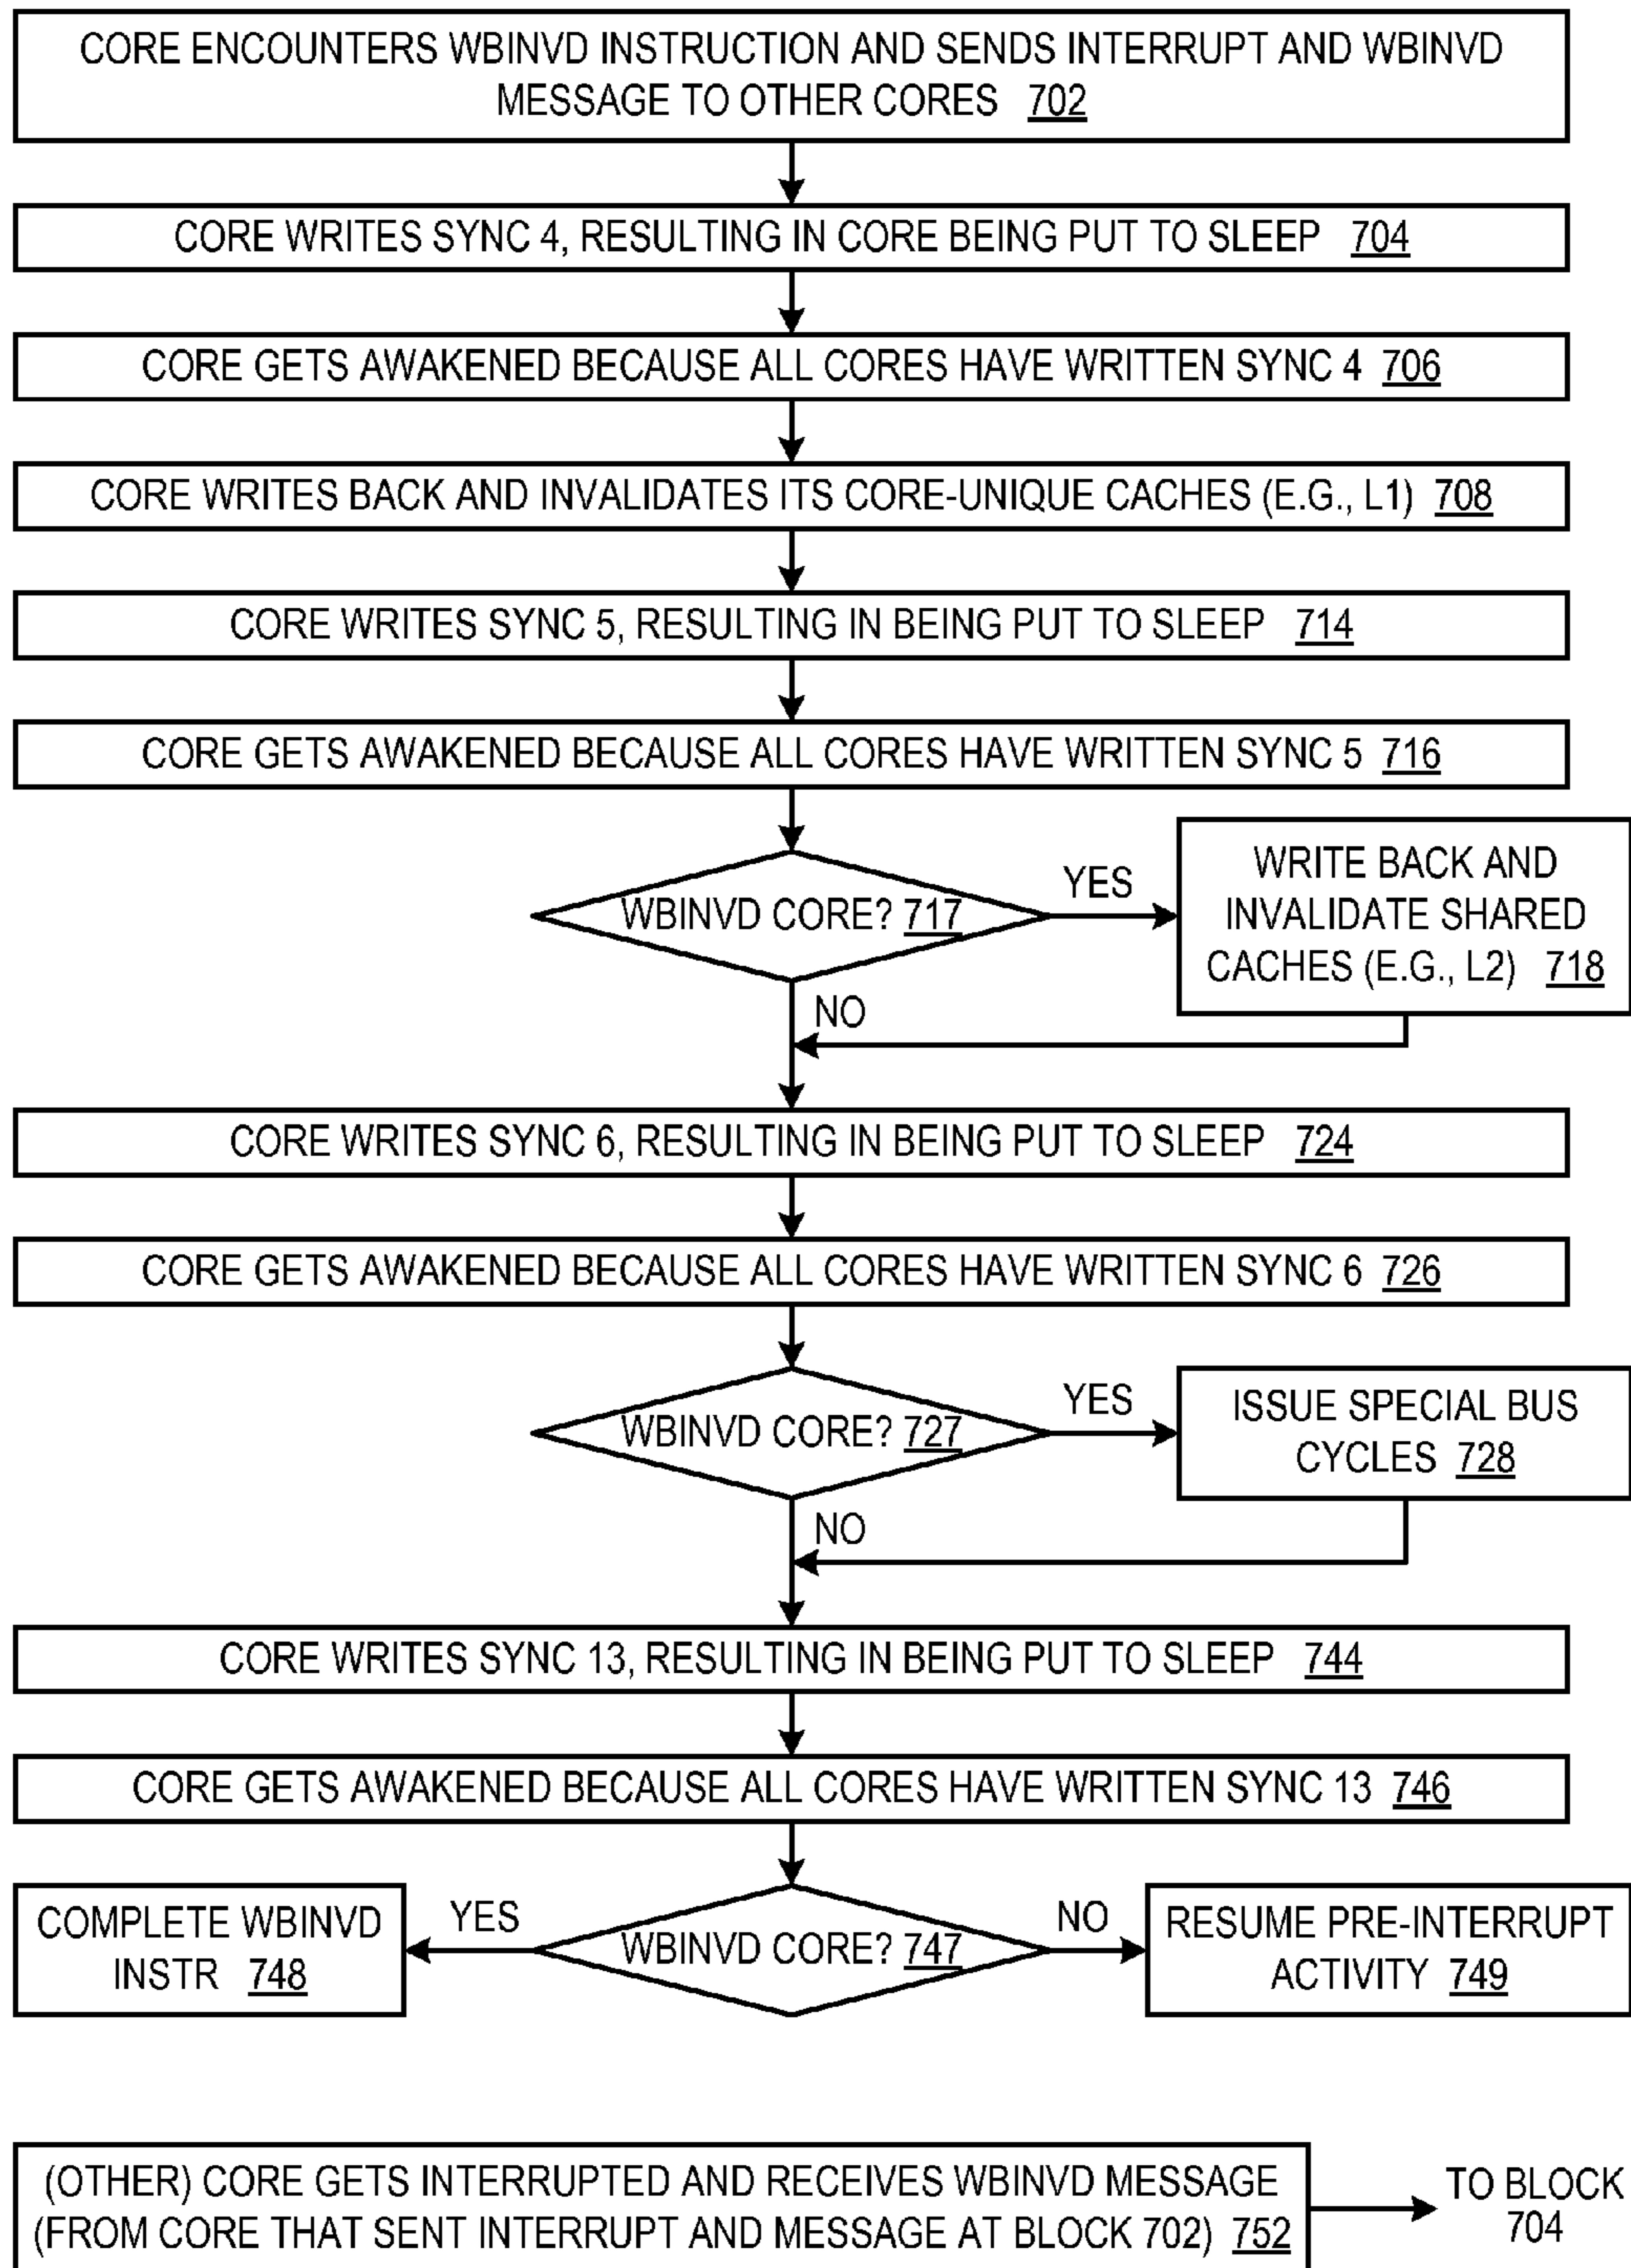 CORE ENCOUNTERS WBINVD INSTRUCTION AND SENDS INTERRUPT AND WBINVD
MESSAGE TO OTHER CORES 702
CORE WRITES SYNC 4, RESULTING IN CORE BEING PUT TO SLEEP 704
CORE GETS AWAKENED BECAUSE ALL CORES HAVE WRITTEN SYNC 4 706
CORE WRITES BACK AND INVALIDATES ITS CORE-UNIQUE CACHES (E.G., L1) 708
CORE WRITES SYNC 5, RESULTING IN BEING PUT TO SLEEP 714
CORE GETS AWAKENED BECAUSE ALL CORES HAVE WRITTEN SYNC 5 716
WBINVD CORE? 717
YES
WRITE BACK AND
INVALIDATE SHARED
CACHES (E.G., L2) 718
NO
CORE WRITES SYNC 6, RESULTING IN BEING PUT TO SLEEP 724
CORE GETS AWAKENED BECAUSE ALL CORES HAVE WRITTEN SYNC 6 726
WBINVD CORE? 727
YES
ISSUE SPECIAL BUS
CYCLES 728
NO
CORE WRITES SYNC 13, RESULTING IN BEING PUT TO SLEEP 744
CORE GETS AWAKENED BECAUSE ALL CORES HAVE WRITTEN SYNC 13 746
COMPLETE WBINVD
INSTR 748
YES
WBINVD CORE? 747
NO
RESUME PRE-INTERRUPT
ACTIVITY 749
(OTHER) CORE GETS INTERRUPTED AND RECEIVES WBINVD MESSAGE
(FROM CORE THAT SENT INTERRUPT AND MESSAGE AT BLOCK 702) 752
TO BLOCK
704